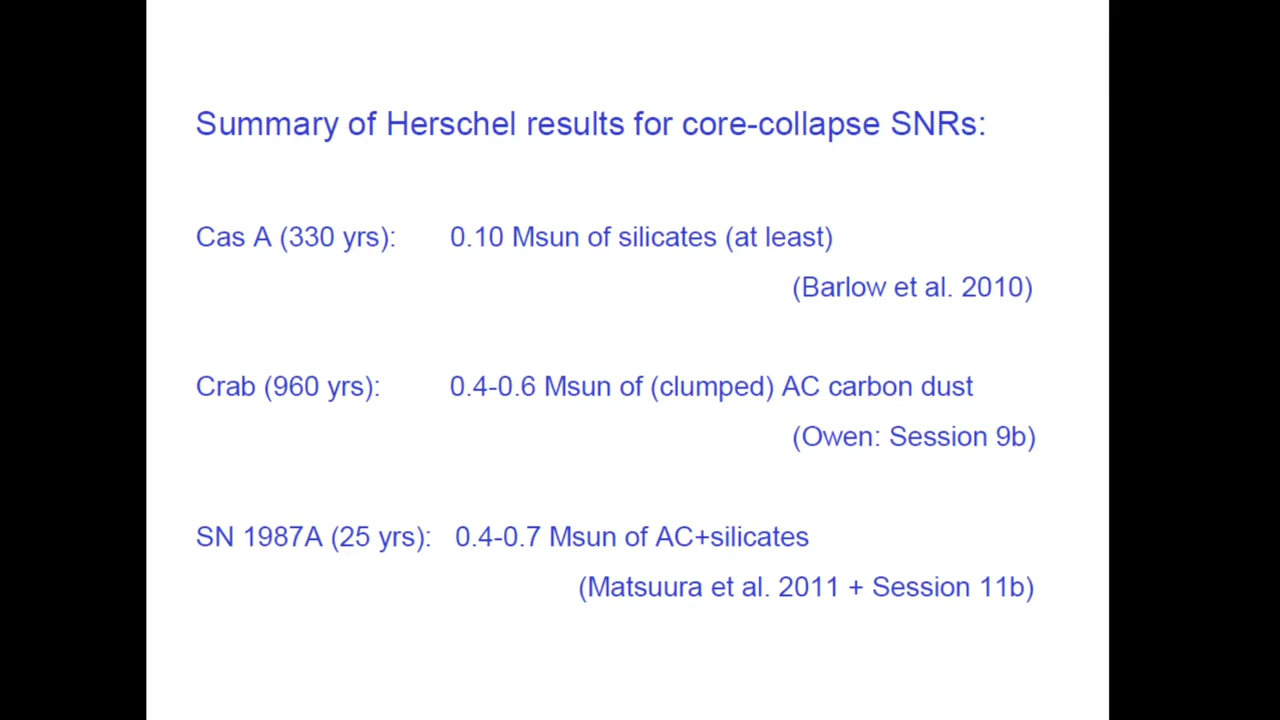 Summary of Herschel results for core-collapse SNRs:
Cas A (330 yrs): 0.10 Msun of silicates (at least)
(Barlow et al. 2010)
Crab (960 yrs): 0.4-0.6 Msun of (clumped) AC carbon dust
(Owen: Session 9b)
SN 1987A (25 yrs): 0.4-0.7 Msun of AC+silicates
(Matsuura et al. 2011 + Session 11b)